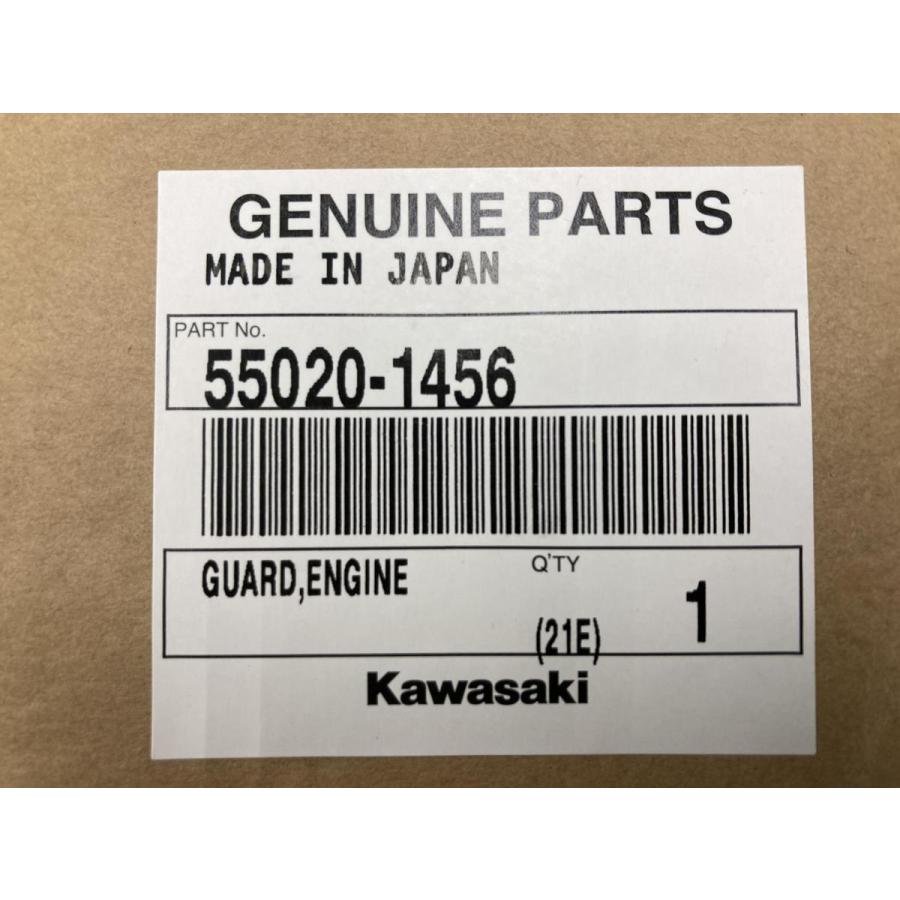 GENUINE PARTS
MADE IN JAPAN
PART No.
55020-1456
GUARD,ENGINE
Q'TY
(21E)
1
Kawasaki